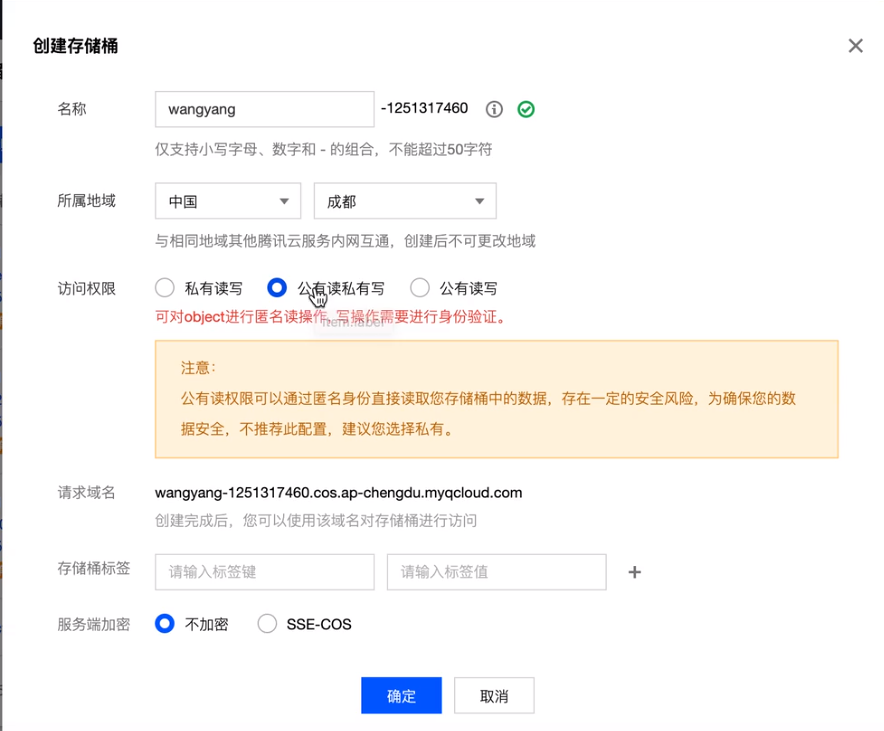 创建存储桶
名称
wangyang
-1251317460
仅支持小写字母、数字和 - 的组合，不能超过50字符
所属地域
中国
成都
与相同地域其他腾讯云服务内网互通，创建后不可更改地域
访问权限
私有读写
公有读私有写
公有读写
可对object进行匿名读操作，写操作需要进行身份验证。
item.label
注意：
公有读权限可以通过匿名身份直接读取您存储桶中的数据，存在一定的安全风险，为确保您的数
据安全，不推荐此配置，建议您选择私有。
请求域名
wangyang-1251317460.cos.ap-chengdu.myqcloud.com
创建完成后，您可以使用该域名对存储桶进行访问
存储桶标签
请输入标签键
请输入标签值
服务端加密
不加密
SSE-COS
确定
取消